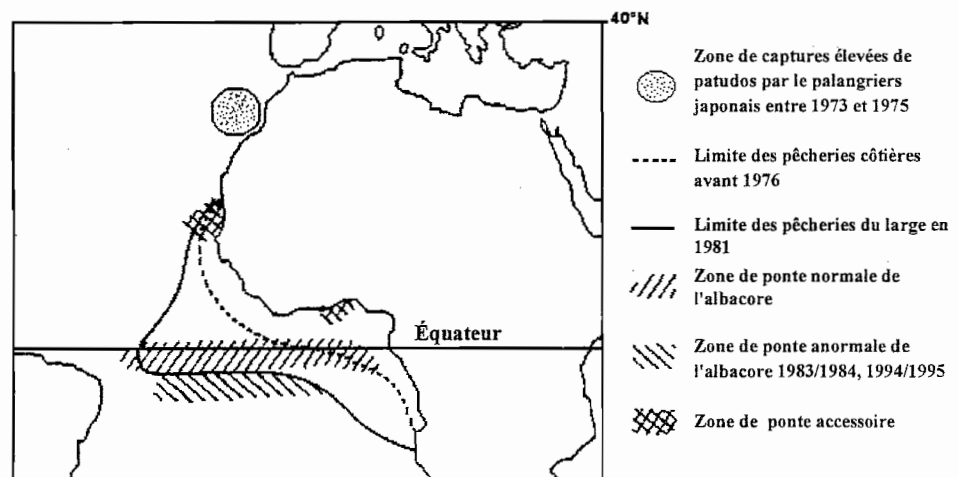 40°N
Zone de captures élevées de
patudos par le palangriers
japonais entre 1973 et 1975
Limite des pêcheries côtières
avant 1976
Limite des pêcheries du large en
1981
Zone de ponte normale de
l'albacore
Équateur
Zone de ponte anormale de
l'albacore 1983/1984, 1994/1995
Zone de ponte accessoire